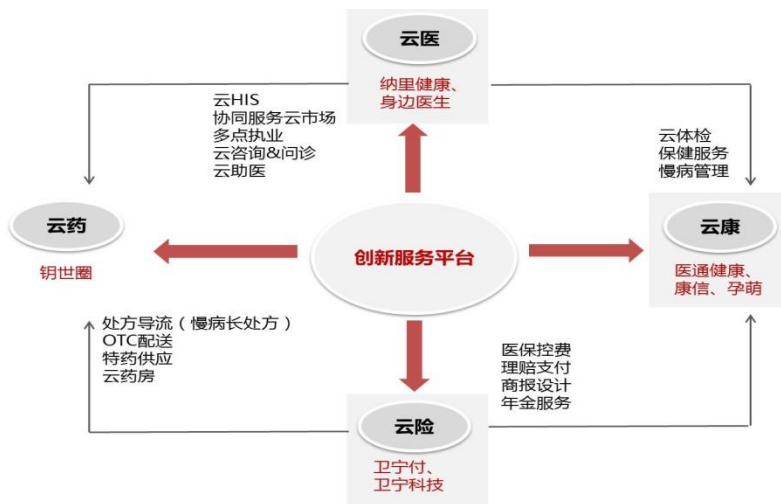 云医
纳里健康、
身边医生
云HIS
协同服务云市场
多点执业
云咨询&问诊
云助医
云体检
保健服务
慢病管理
云药
钥世圈
创新服务平台
云康
医通健康、
康信、孕萌
处方导流（慢病长处方）
OTC配送
特药供应
云药房
医保控费
理赔支付
商报设计
年金服务
云险
卫宁付、
卫宁科技